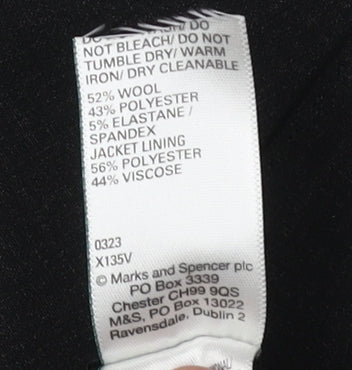 DO
NOT BLEACH/ DO NOT
TUMBLE DRY/ WARM
IRON/ DRY CLEANABLE
52% WOOL
43% POLYESTER
5% ELASTANE /
SPANDEX
JACKET LINING
56% POLYESTER
44% VISCOSE
0323
X135V
© Marks and Spencer plc
PO Box 3339
Chester CH99 9QS
M&S, PO Box 13022
Ravensdale, Dublin 2